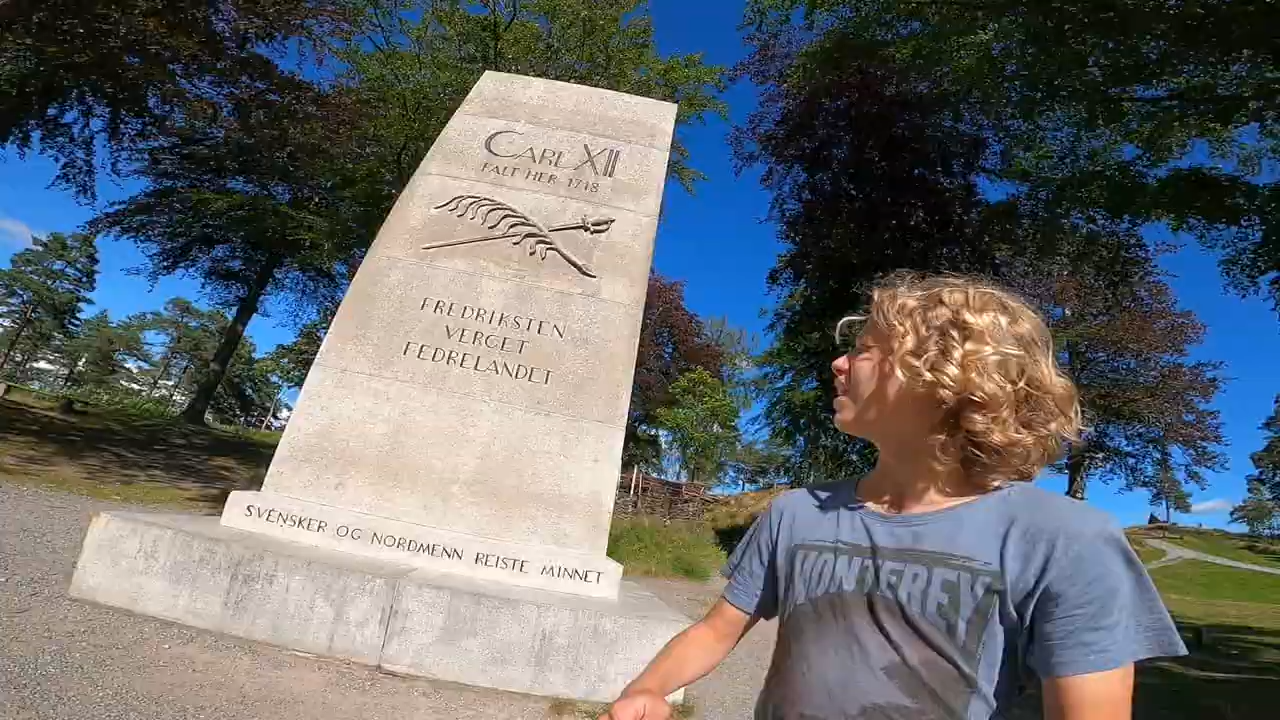 CARL XII
FALT HER 1718
FREDRIKSTEN
VERGET
FEDRELANDET
SVENSKER OG NORDMENN REISTE MINNET
MONTEREY